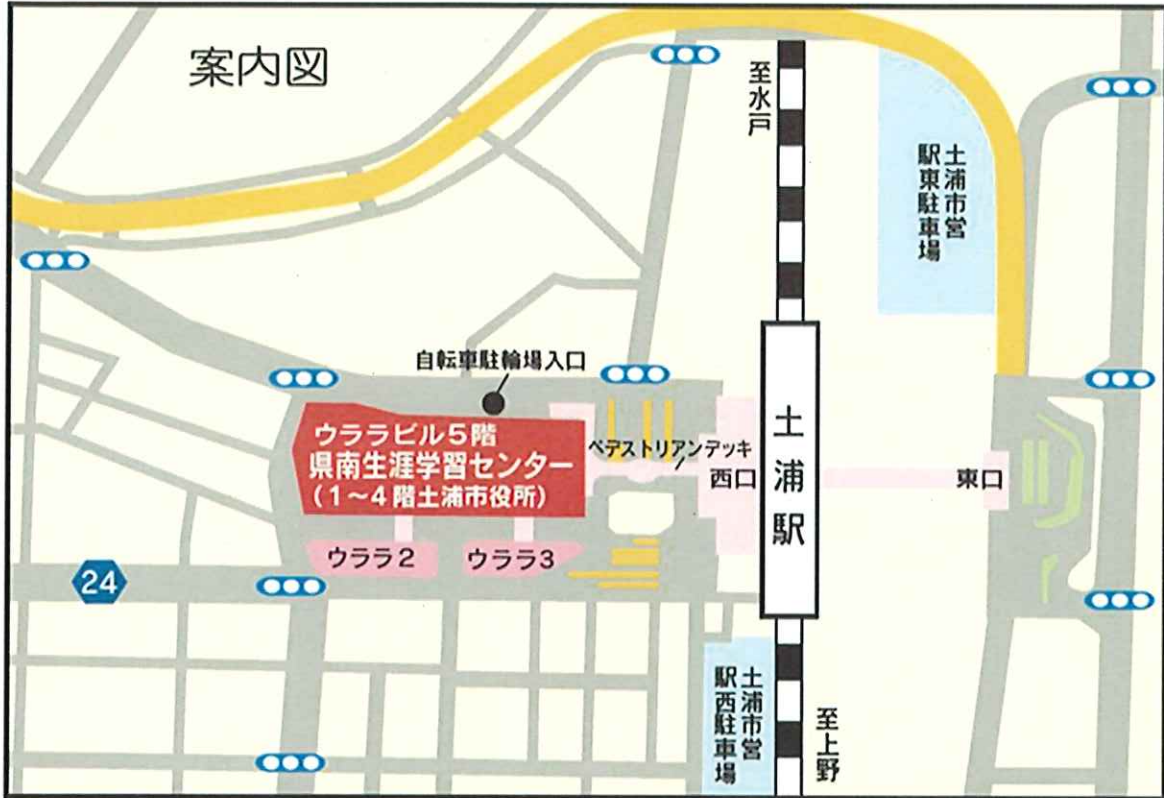 案内図
至水戸
土浦市営
駅東駐車場
自転車駐輪場入口
ウララビル5階
県南生涯学習センター
(1～4階土浦市役所)
ペデストリアンデッキ
西口
土浦駅
東口
ウララ2
ウララ3
24
土浦市営
駅西駐車場
至上野